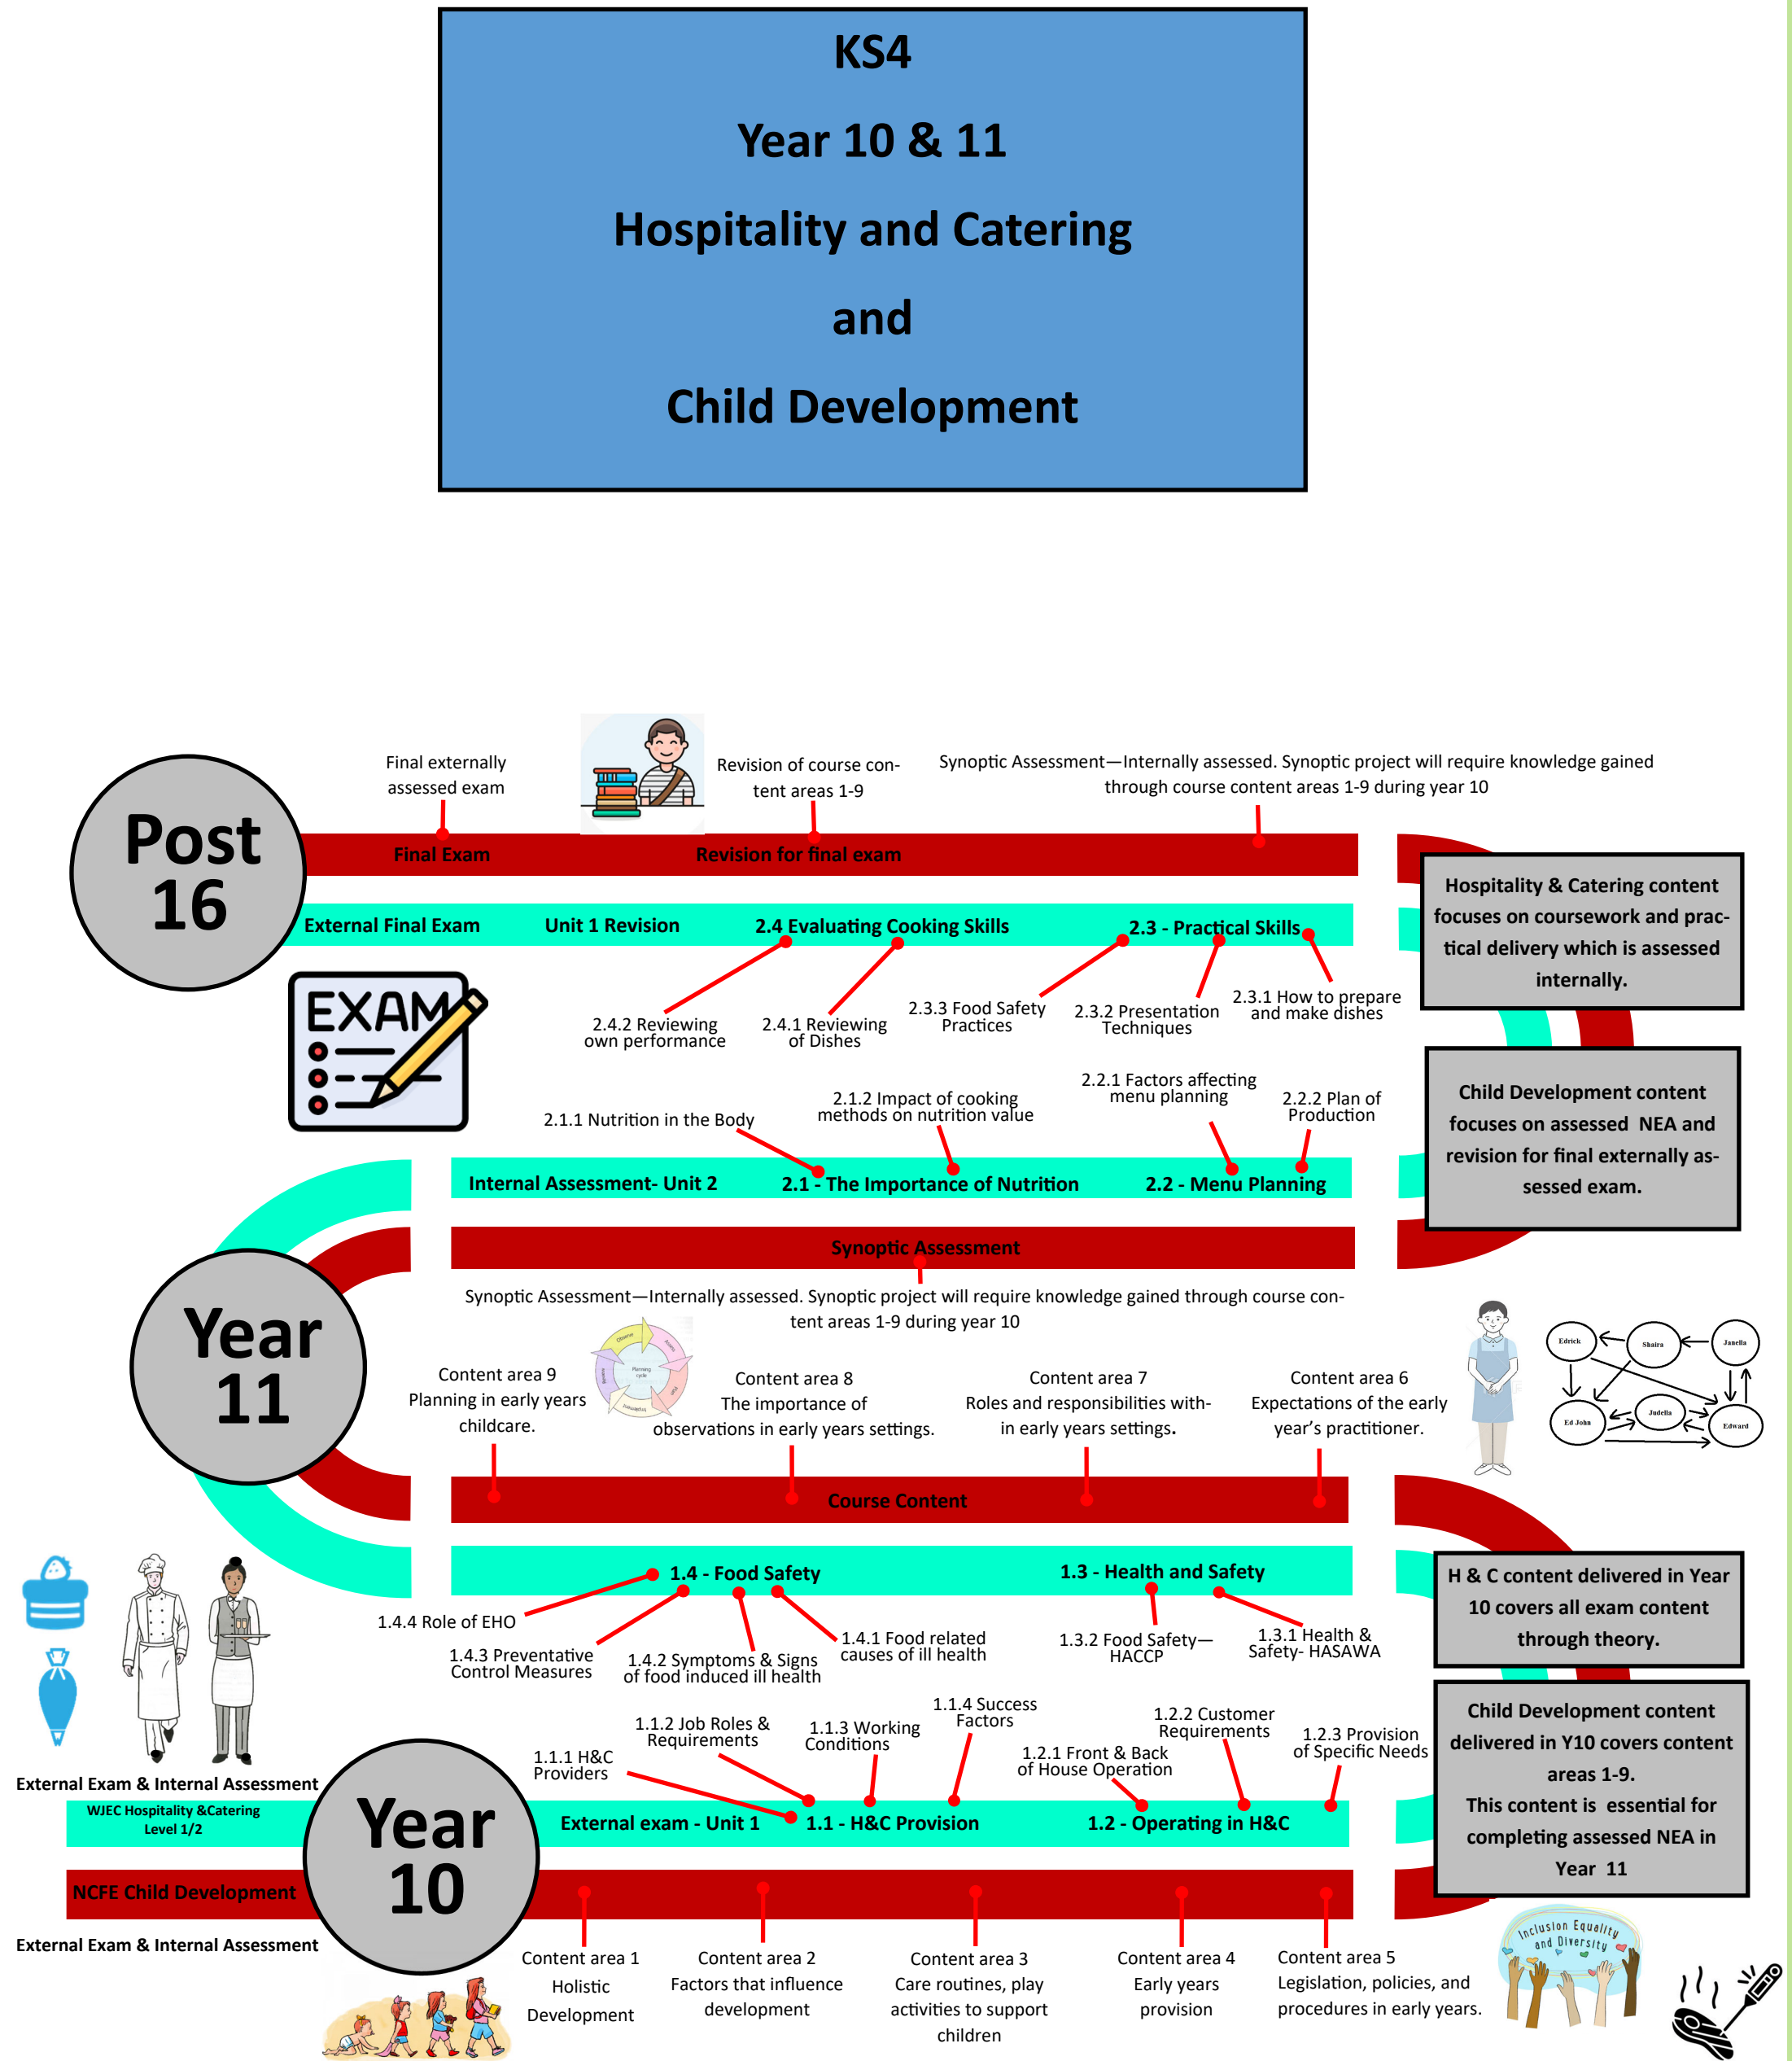 KS4
Year 10 & 11
Hospitality and Catering
and
Child Development
Final externally
assessed exam
Revision of course con-
tent areas 1-9
Synoptic Assessment—Internally assessed. Synoptic project will require knowledge gained
through course content areas 1-9 during year 10
Post
16
Final Exam
Revision for final exam
External Final Exam
Unit 1 Revision
2.4 Evaluating Cooking Skills
2.3 - Practical Skills
Hospitality & Catering content
focuses on coursework and prac-
tical delivery which is assessed
internally.
EXAM
2.4.2 Reviewing
own performance
2.4.1 Reviewing
of Dishes
2.3.3 Food Safety
Practices
2.3.2 Presentation
Techniques
2.3.1 How to prepare
and make dishes
Child Development content
focuses on assessed NEA and
revision for final externally as-
sessed exam.
2.1.1 Nutrition in the Body
2.1.2 Impact of cooking
methods on nutrition value
2.2.1 Factors affecting
menu planning
2.2.2 Plan of
Production
Internal Assessment- Unit 2
2.1 - The Importance of Nutrition
2.2 - Menu Planning
Synoptic Assessment
Synoptic Assessment—Internally assessed. Synoptic project will require knowledge gained through course con-
tent areas 1-9 during year 10
Year
11
Content area 9
Planning in early years
childcare.
Observe
Assess
Plan
Implement
Planning
cycle
Content area 8
The importance of
observations in early years settings.
Content area 7
Roles and responsibilities with-
in early years settings.
Content area 6
Expectations of the early
year's practitioner.
Edrick
Shaira
Janella
Ed John
Judella
Edward
Course Content
1.4 - Food Safety
1.3 - Health and Safety
1.4.4 Role of EHO
1.4.3 Preventative
Control Measures
1.4.2 Symptoms & Signs
of food induced ill health
1.4.1 Food related
causes of ill health
1.3.2 Food Safety—
HACCP
1.3.1 Health &
Safety- HASAWA
H & C content delivered in Year
10 covers all exam content
through theory.
1.1.1 H&C
Providers
1.1.2 Job Roles &
Requirements
1.1.3 Working
Conditions
1.1.4 Success
Factors
1.2.1 Front & Back
of House Operation
1.2.2 Customer
Requirements
1.2.3 Provision
of Specific Needs
Child Development content
delivered in Y10 covers content
areas 1-9.
This content is essential for
completing assessed NEA in
Year 11
External Exam & Internal Assessment
WJEC Hospitality &Catering
Level 1/2
Year
10
External exam - Unit 1
1.1 - H&C Provision
1.2 - Operating in H&C
NCFE Child Development
External Exam & Internal Assessment
Content area 1
Holistic
Development
Content area 2
Factors that influence
development
Content area 3
Care routines, play
activities to support
children
Content area 4
Early years
provision
Content area 5
Legislation, policies, and
procedures in early years.
Inclusion Equality
and Diversity